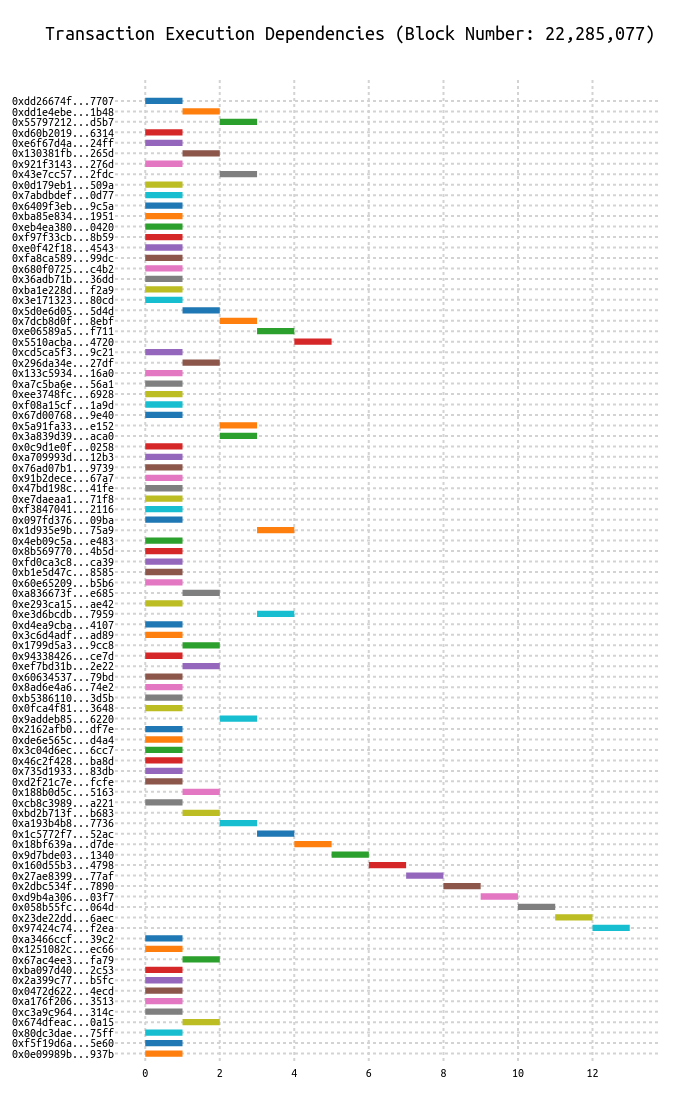 Transaction Execution Dependencies (Block Number: 22,285,077)
0xdd26674f...7707
0xdd1e4ebe...1b48
0x55797212...d5b7
0xd60b2019...6314
0xe6f67d4a...24ff
0x130381fb...265d
0x921f3143...276d
0x43e7cc57...2fdc
0x0d179eb1...509a
0x7abdbdef...0d77
0x6409f3eb...9c5a
0xba85e834...1951
0xeb4ea380...0420
0xf97f33cb...8b59
0xe0f42f18...4543
0xfa8ca589...99dc
0x680f0725...c4b2
0x36adb71b...36dd
0xba1e228d...f2a9
0x3e171323...80cd
0x5d0e6d05...5d4d
0x7dcb8d0f...8ebf
0xe06589a5...f711
0x5510acba...4720
0xcd5ca5f3...9c21
0x296da34e...27df
0x133c5934...16a0
0xa7c5ba6e...56a1
0xee3748fc...6928
0xf08a15cf...1a9d
0x67d00768...9e40
0x5a91fa33...e152
0x3a839d39...aca0
0x0c9d1e0f...0258
0xa709993d...12b3
0x76ad07b1...9739
0x91b2dece...67a7
0x47bd198c...41fe
0xe7daeaa1...71f8
0xf3847041...2116
0x097fd376...09ba
0x1d935e9b...75a9
0x4eb09c5a...e483
0x8b569770...4b5d
0xfd0ca3c8...ca39
0xb1e5d47c...8585
0x60e65209...b5b6
0xa836673f...e685
0xe293ca15...ae42
0xe3d6bcdb...7959
0xd4ea9cba...4107
0x3c6d4adf...ad89
0x1799d5a3...9cc8
0x94338426...ce7d
0xef7bd31b...2e22
0x60634537...79bd
0x8ad6e4a6...74e2
0xb5386110...3d5b
0x0fca4f81...3648
0x9addeb85...6220
0x2162afb0...df7e
0xde6e565c...d4a4
0x3c04d6ec...6cc7
0x46c2f428...ba8d
0x735d1933...83db
0xd2f21c7e...fcfe
0x188b0d5c...5163
0xcb8c3989...a221
0xbd2b713f...b683
0xa193b4b8...7736
0x1c5772f7...52ac
0x18bf639a...d7de
0x9d7bde03...1340
0x160d55b3...4798
0x27ae8399...77af
0x2dbc534f...7890
0xd9b4a306...03f7
0x058b55fc...064d
0x23de22dd...6aec
0x97424c74...f2ea
0xa3466ccf...39c2
0x1251082c...ec66
0x67ac4ee3...fa79
0xba097d40...2c53
0x2a399c77...b5fc
0x0472d622...4ecd
0xa176f206...3513
0xc3a9c964...314c
0x674dfeac...0a15
0x80dc3dae...75ff
0xf5f19d6a...5e60
0x0e09989b...937b
0 2 4 6 8 10 12